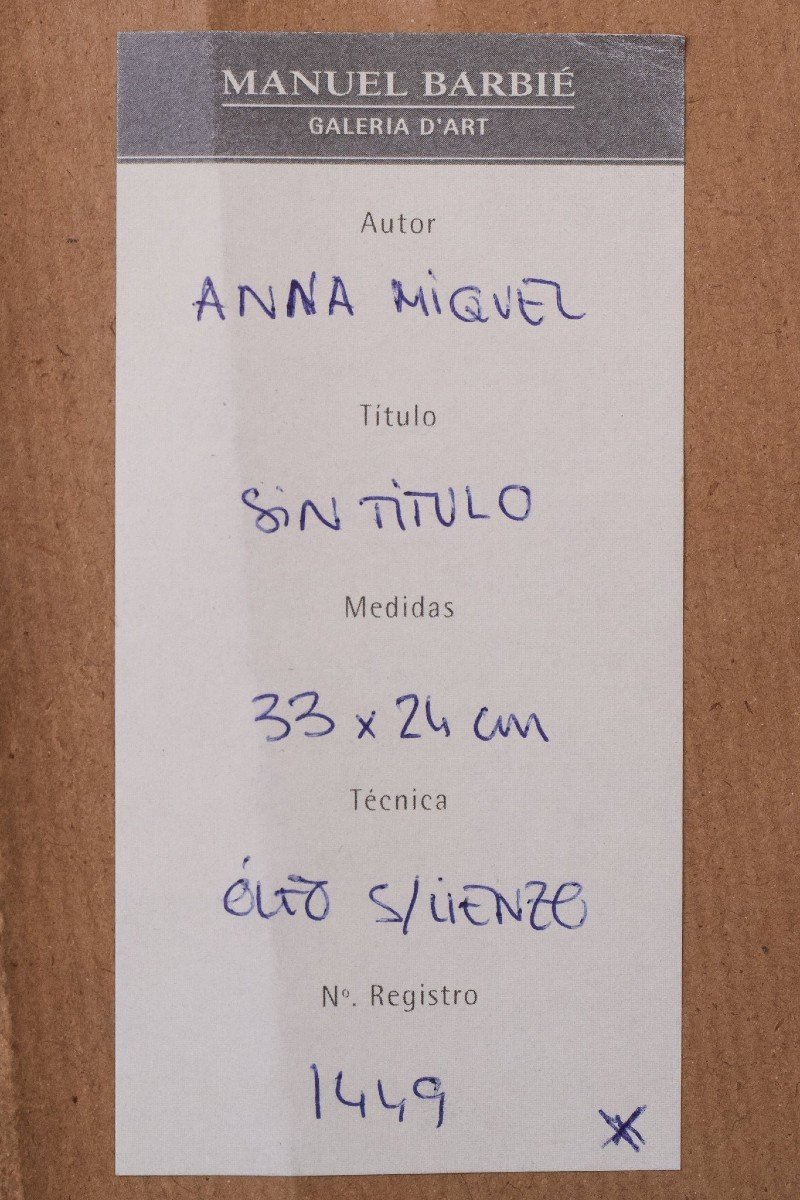 MANUEL BARBIÉ
GALERIA D'ART
Autor
ANNA MIQUEL
Título
SiN TÍTULO
Medidas
33 x 24 cm
Técnica
ÓLEO S/LIENZO
Nº. Registro
1449
X